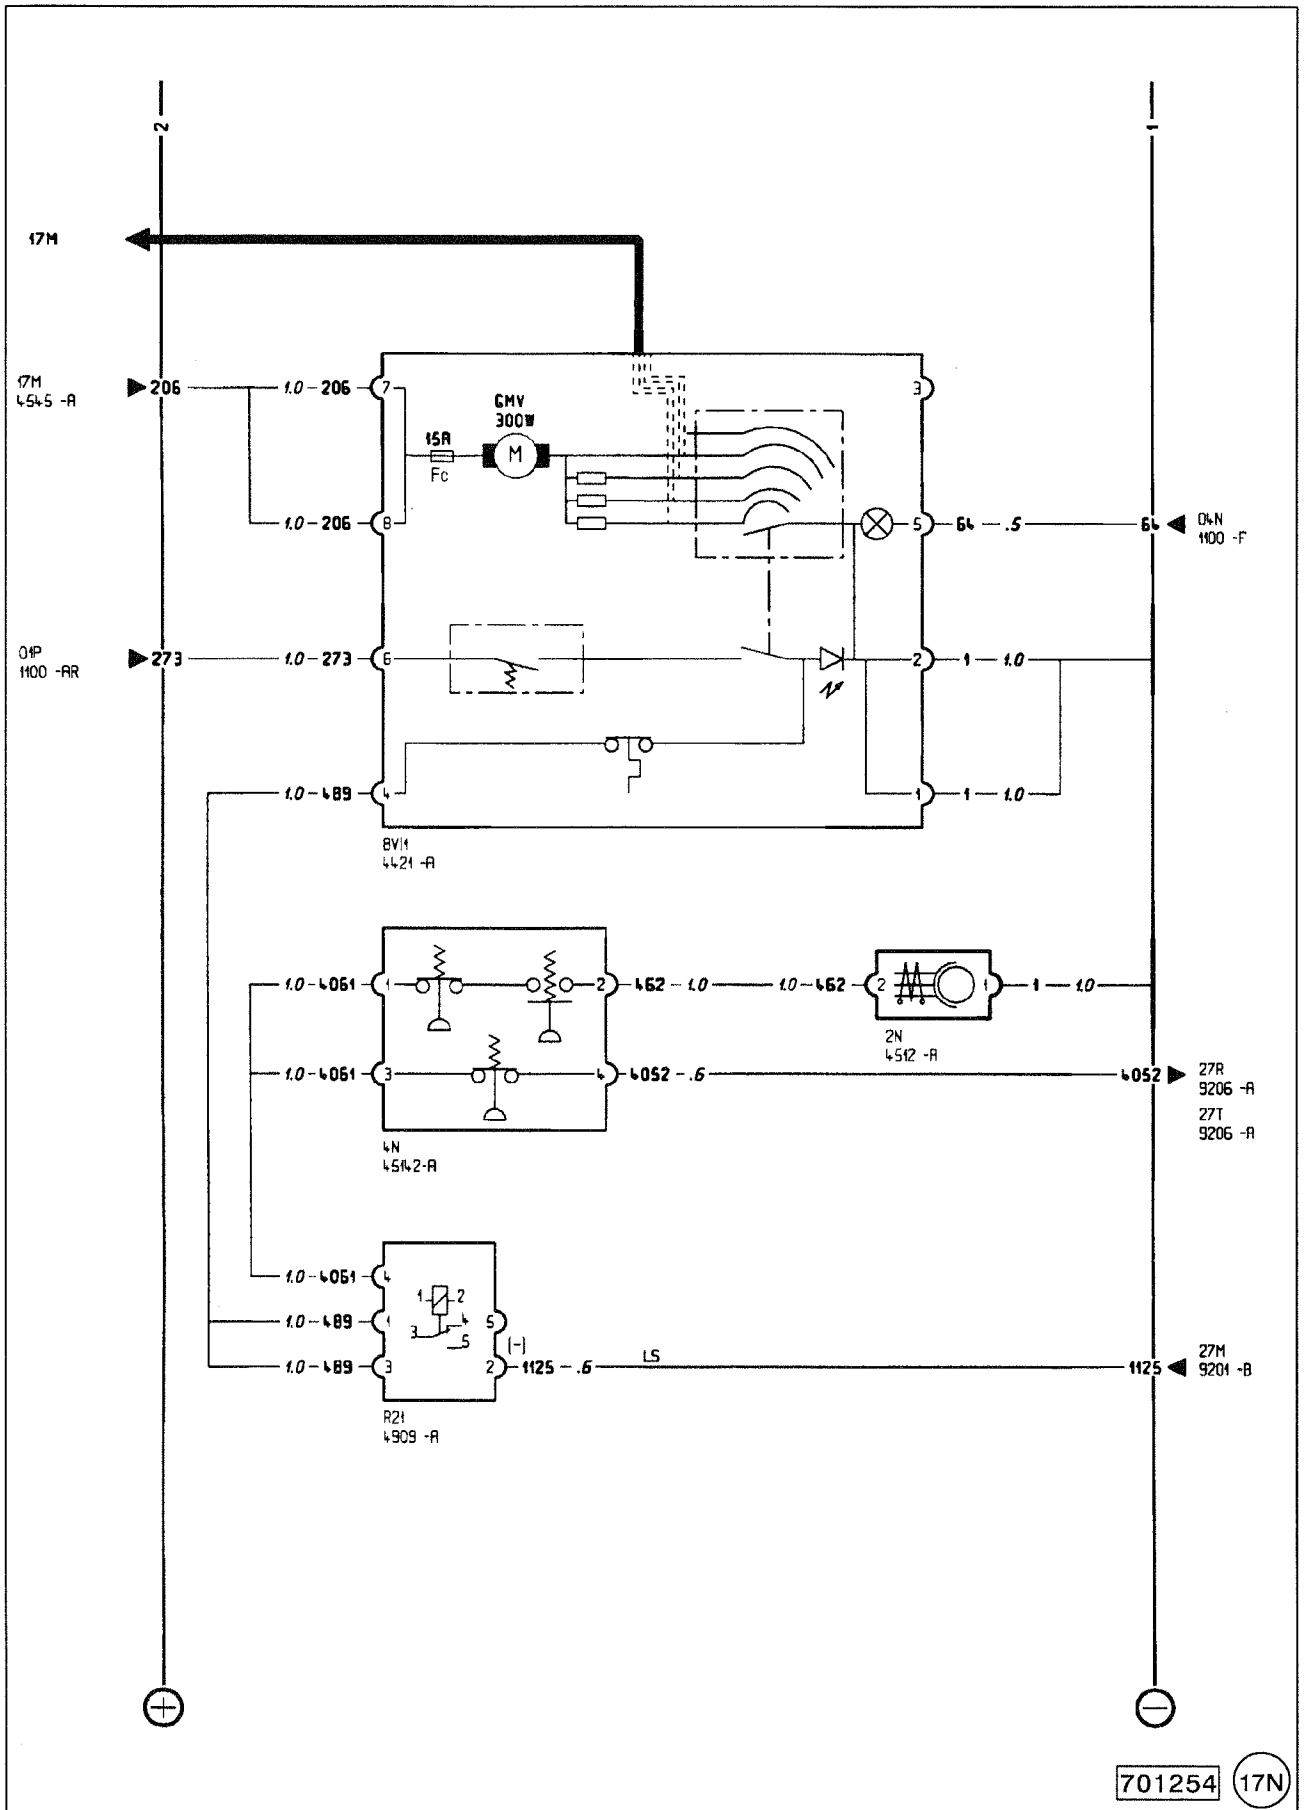 2
1
17M
17M
4545 -A
206
1.0 - 206
7
3
GMV
300W
15A
Fc
M
1.0 - 206
8
5
64 - .5
64
04N
1100 -F
01P
1100 -AR
273
1.0 - 273
6
2
1 - 1.0
1.0 - 489
4
1
1 - 1.0
8VI1
4421 -A
1.0 - 4061
1
2
462 - 1.0
1.0 - 462
2
1
1 - 1.0
2N
4512 -A
1.0 - 4061
3
4
4052 - .6
4052
27R
9206 -A
27T
9206 -A
4N
45142-A
1.0 - 4061
4
1
2
1.0 - 489
1
3
4
5
5
(-)
1.0 - 489
3
2
1125 - .6
LS
1125
27M
9201 -B
R21
4909 -A
+
−
701254
17N